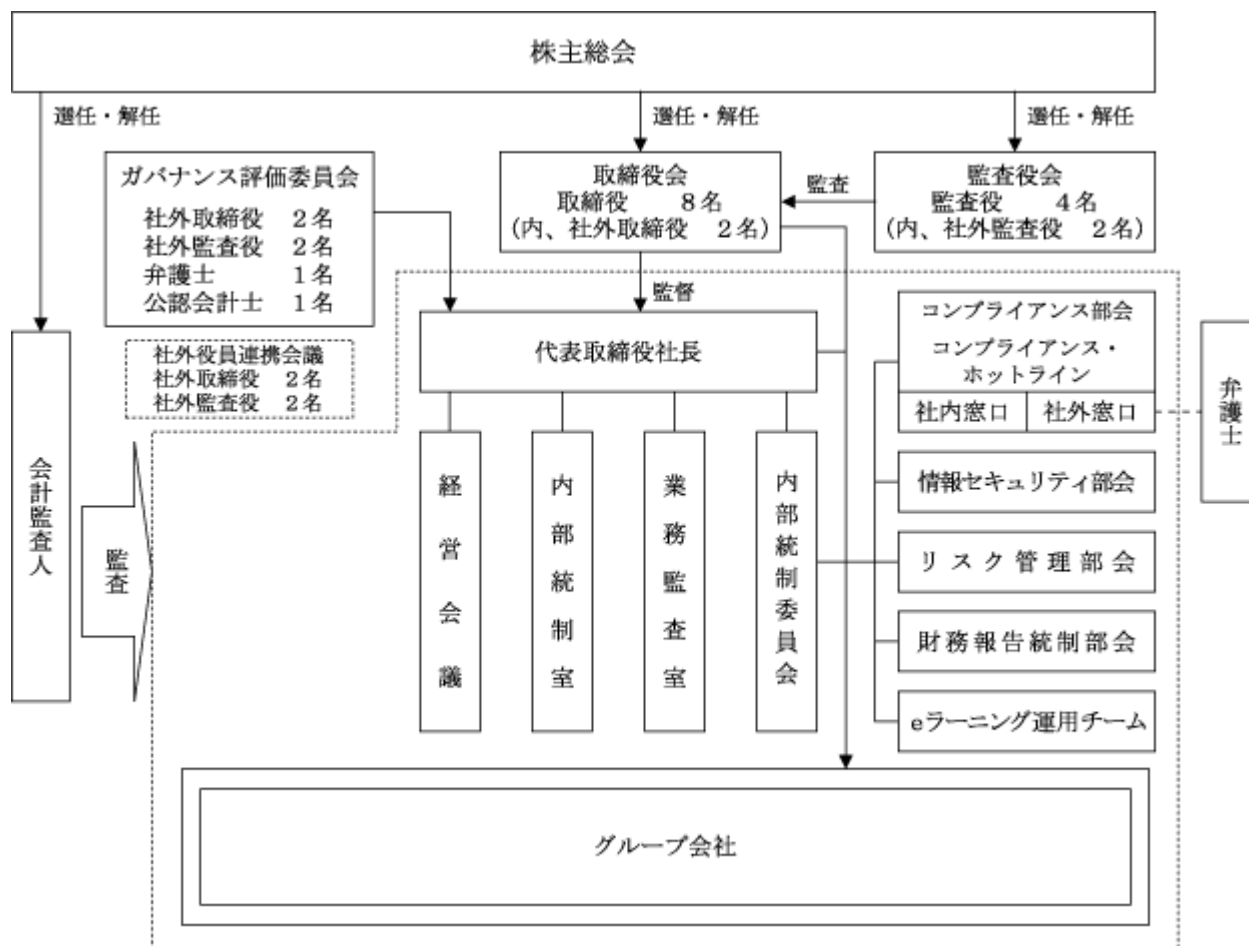 株主総会
選任・解任
選任・解任
選任・解任
ガバナンス評価委員会
社外取締役 2名
社外監査役 2名
弁護士 1名
公認会計士 1名
取締役会
取締役 8名
(内、社外取締役 2名)
監査
監査役会
監査役 4名
(内、社外監査役 2名)
監督
社外役員連携会議
社外取締役 2名
社外監査役 2名
代表取締役社長
コンプライアンス部会
コンプライアンス・
ホットライン
社内窓口
社外窓口
弁護士
会計監査人
監査
経営会議
内部統制室
業務監査室
内部統制委員会
情報セキュリティ部会
リスク管理部会
財務報告統制部会
eラーニング運用チーム
グループ会社